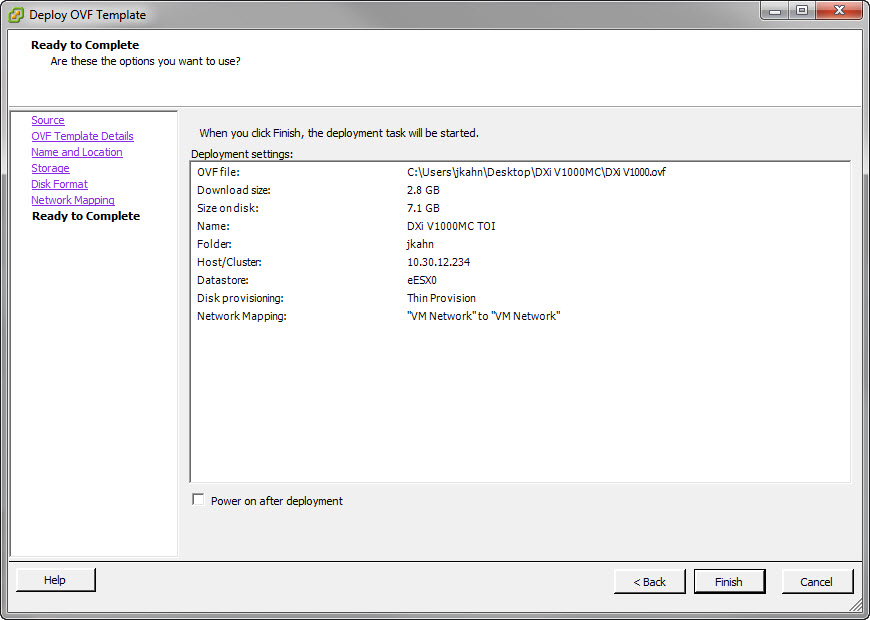 Deploy OVF Template
Ready to Complete
Are these the options you want to use?
Source
OVF Template Details
Name and Location
Storage
Disk Format
Network Mapping
Ready to Complete
When you click Finish, the deployment task will be started.
Deployment settings:
OVF file: C:\Users\jkahn\Desktop\DXi V1000MC\DXi V1000.ovf
Download size: 2.8 GB
Size on disk: 7.1 GB
Name: DXi V1000MC TOI
Folder: jkahn
Host/Cluster: 10.30.12.234
Datastore: eESX0
Disk provisioning: Thin Provision
Network Mapping: "VM Network" to "VM Network"
Power on after deployment
Help
< Back
Finish
Cancel